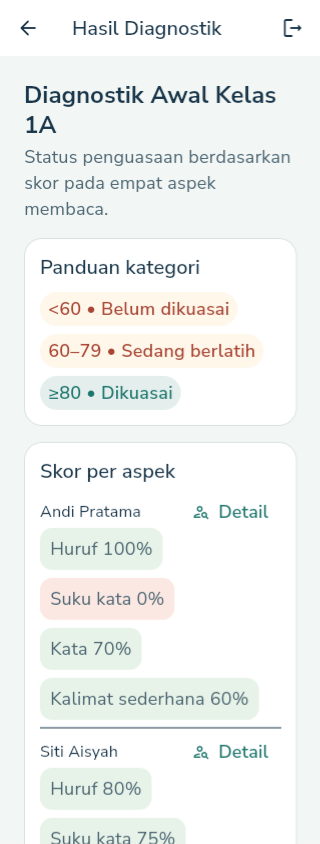 Hasil Diagnostik
Diagnostik Awal Kelas
1A
Status penguasaan berdasarkan
skor pada empat aspek
membaca.
Panduan kategori
<60 • Belum dikuasai
60–79 • Sedang berlatih
≥80 • Dikuasai
Skor per aspek
Andi Pratama Detail
Huruf 100%
Suku kata 0%
Kata 70%
Kalimat sederhana 60%
Siti Aisyah Detail
Huruf 80%
Suku kata 75%